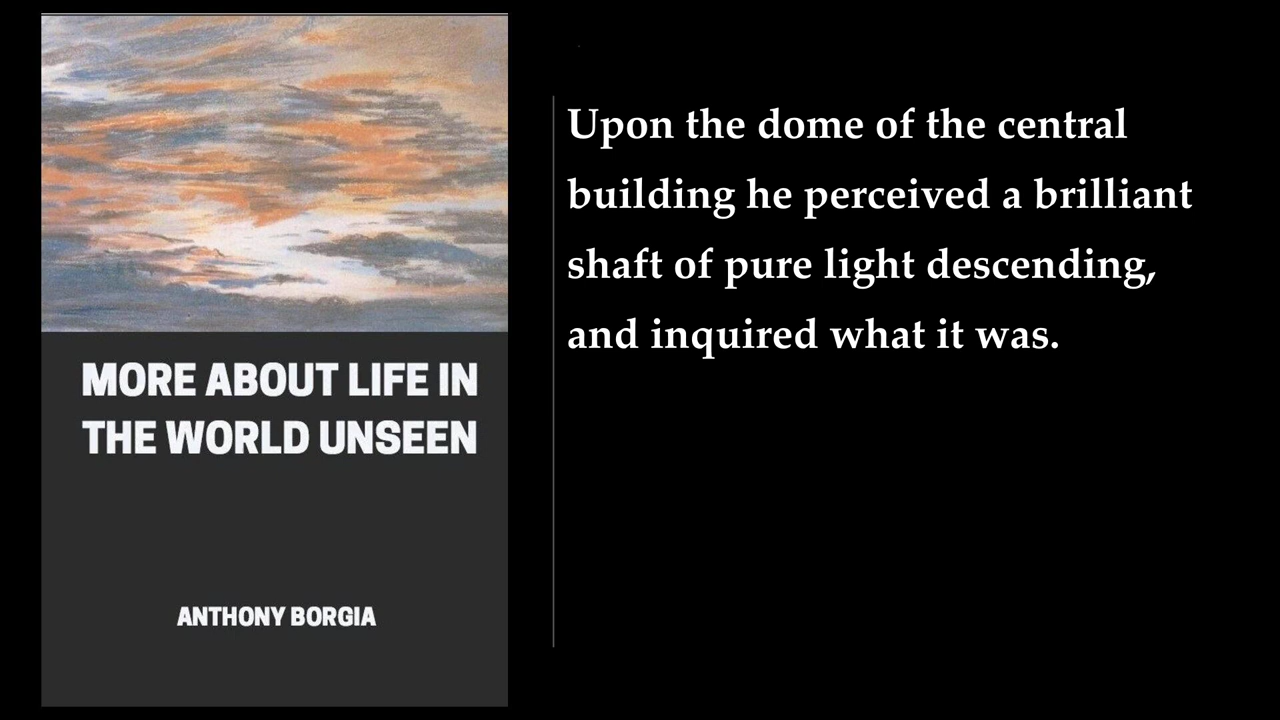 MORE ABOUT LIFE IN
THE WORLD UNSEEN
ANTHONY BORGIA
Upon the dome of the central
building he perceived a brilliant
shaft of pure light descending,
and inquired what it was.